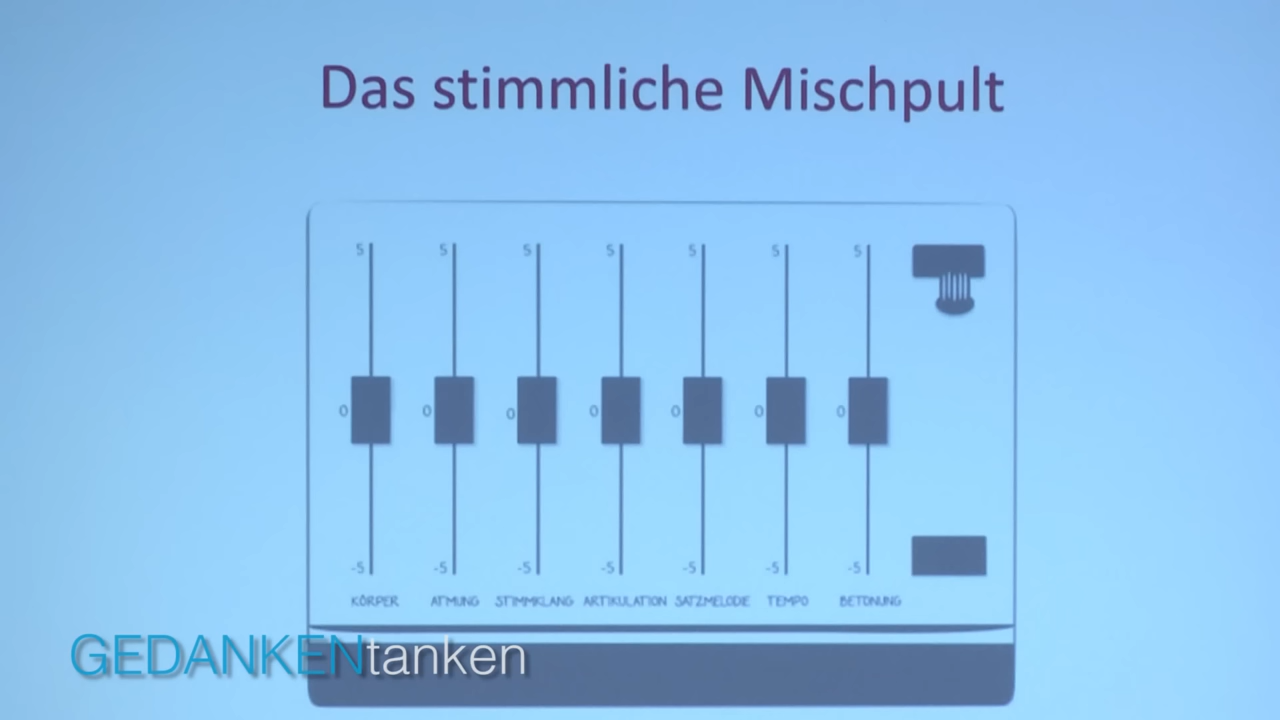 Das stimmliche Mischpult
5 5 5 5 5 5 5
0 0 0 0 0 0 0
-5 -5 -5 -5 -5 -5 -5
KÖRPER ATMUNG STIMMKLANG ARTIKULATION SATZMELODIE TEMPO BETONUNG
GEDANKENtanken